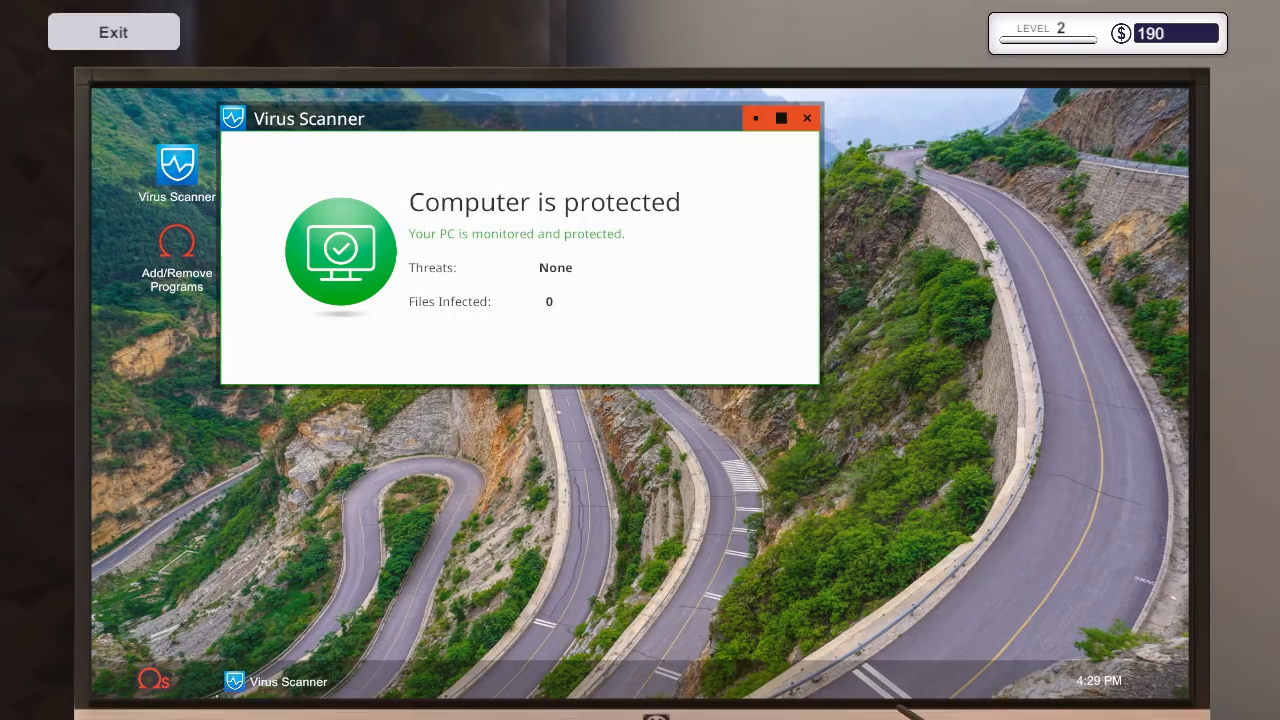 Exit
LEVEL 2
$ 190
Virus Scanner
Virus Scanner
Add/Remove
Programs
Computer is protected
Your PC is monitored and protected.
Threats: None
Files Infected: 0
Ωs
Virus Scanner
4:29 PM